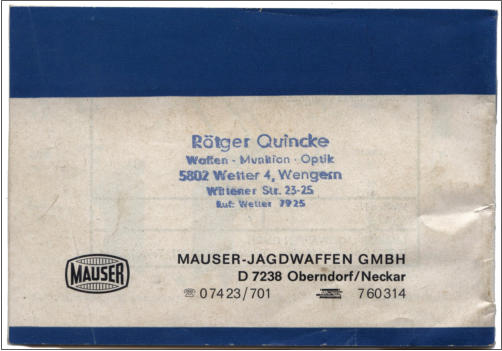 Rötger Quincke
Waffen - Munition - Optik
5802 Wetter 4, Wengern
Wittener Str. 23-25
Ruf: Wetter 7925
MAUSER-JAGDWAFFEN GMBH
D 7238 Oberndorf/Neckar
MAUSER
☏ 07423/701 760314